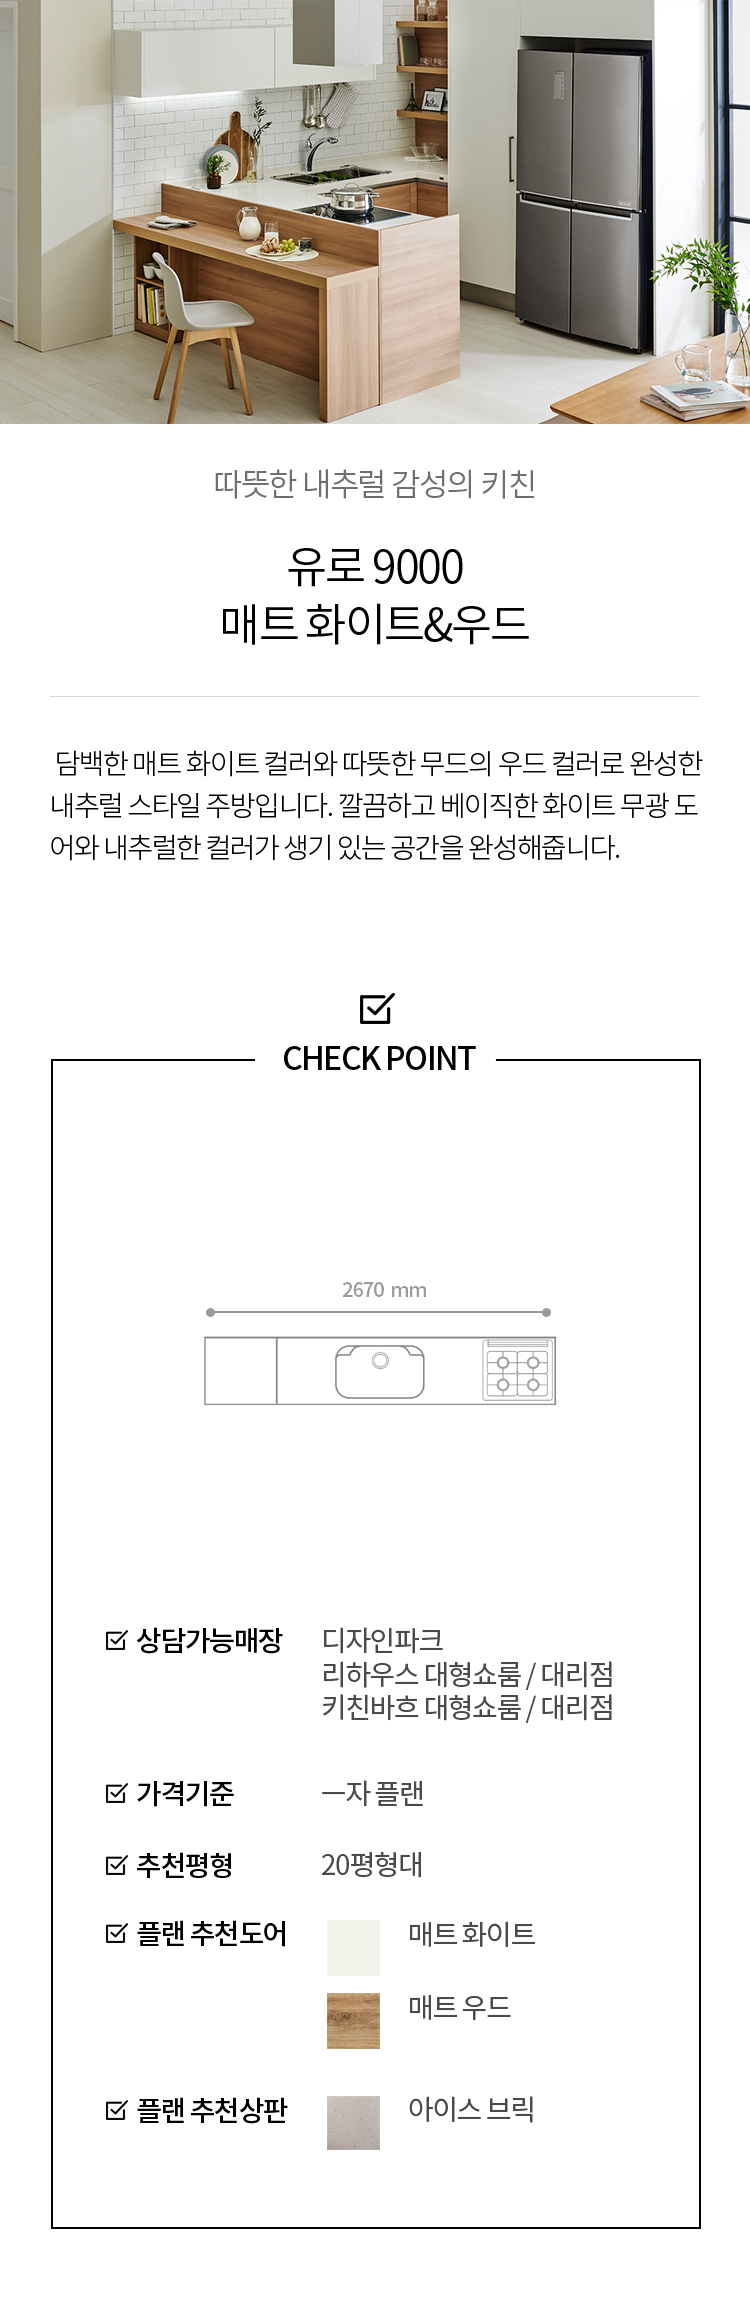 따뜻한 내추럴 감성의 키친
유로 9000
매트 화이트&우드
담백한 매트 화이트 컬러와 따뜻한 무드의 우드 컬러로 완성한
내추럴 스타일 주방입니다. 깔끔하고 베이직한 화이트 무광 도
어와 내추럴한 컬러가 생기 있는 공간을 완성해줍니다.
CHECK POINT
2670 mm
상담가능매장 디자인파크
리하우스 대형쇼룸 / 대리점
키친바흐 대형쇼룸 / 대리점
가격기준 ㅡ자 플랜
추천평형 20평형대
플랜 추천도어 매트 화이트
매트 우드
플랜 추천상판 아이스 브릭